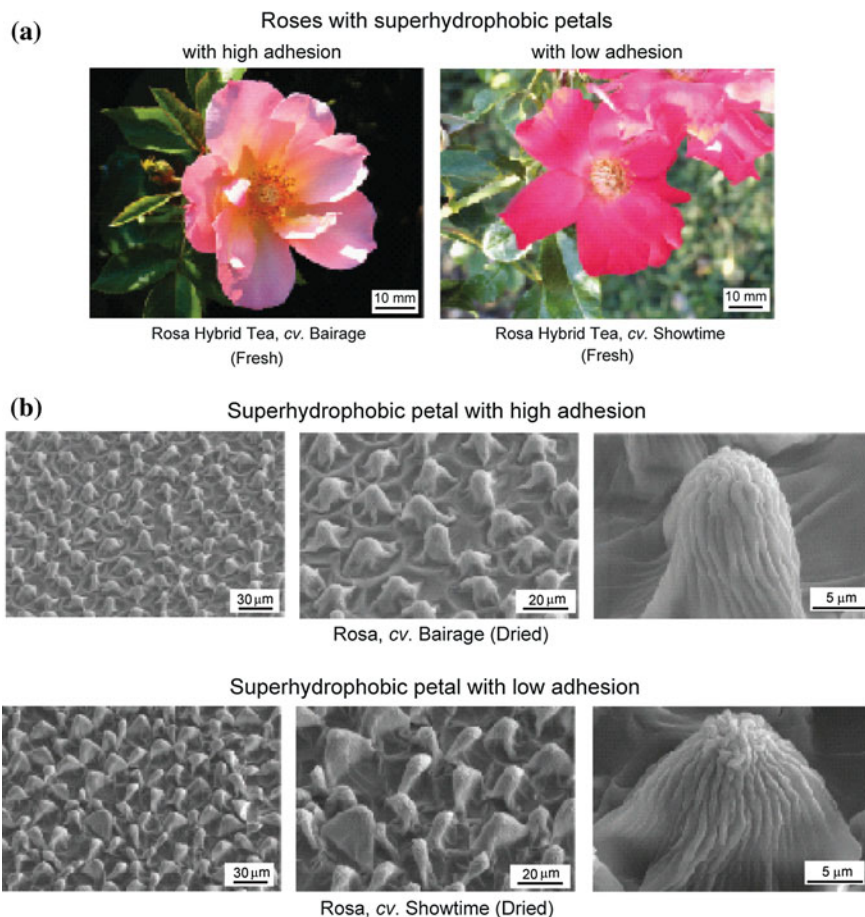 (a)
Roses with superhydrophobic petals
with high adhesion
with low adhesion
10 mm
10 mm
Rosa Hybrid Tea, cv. Bairage
(Fresh)
Rosa Hybrid Tea, cv. Showtime
(Fresh)
(b)
Superhydrophobic petal with high adhesion
30 μm
20 μm
5 μm
Rosa, cv. Bairage (Dried)
Superhydrophobic petal with low adhesion
30 μm
20 μm
5 μm
Rosa, cv. Showtime (Dried)